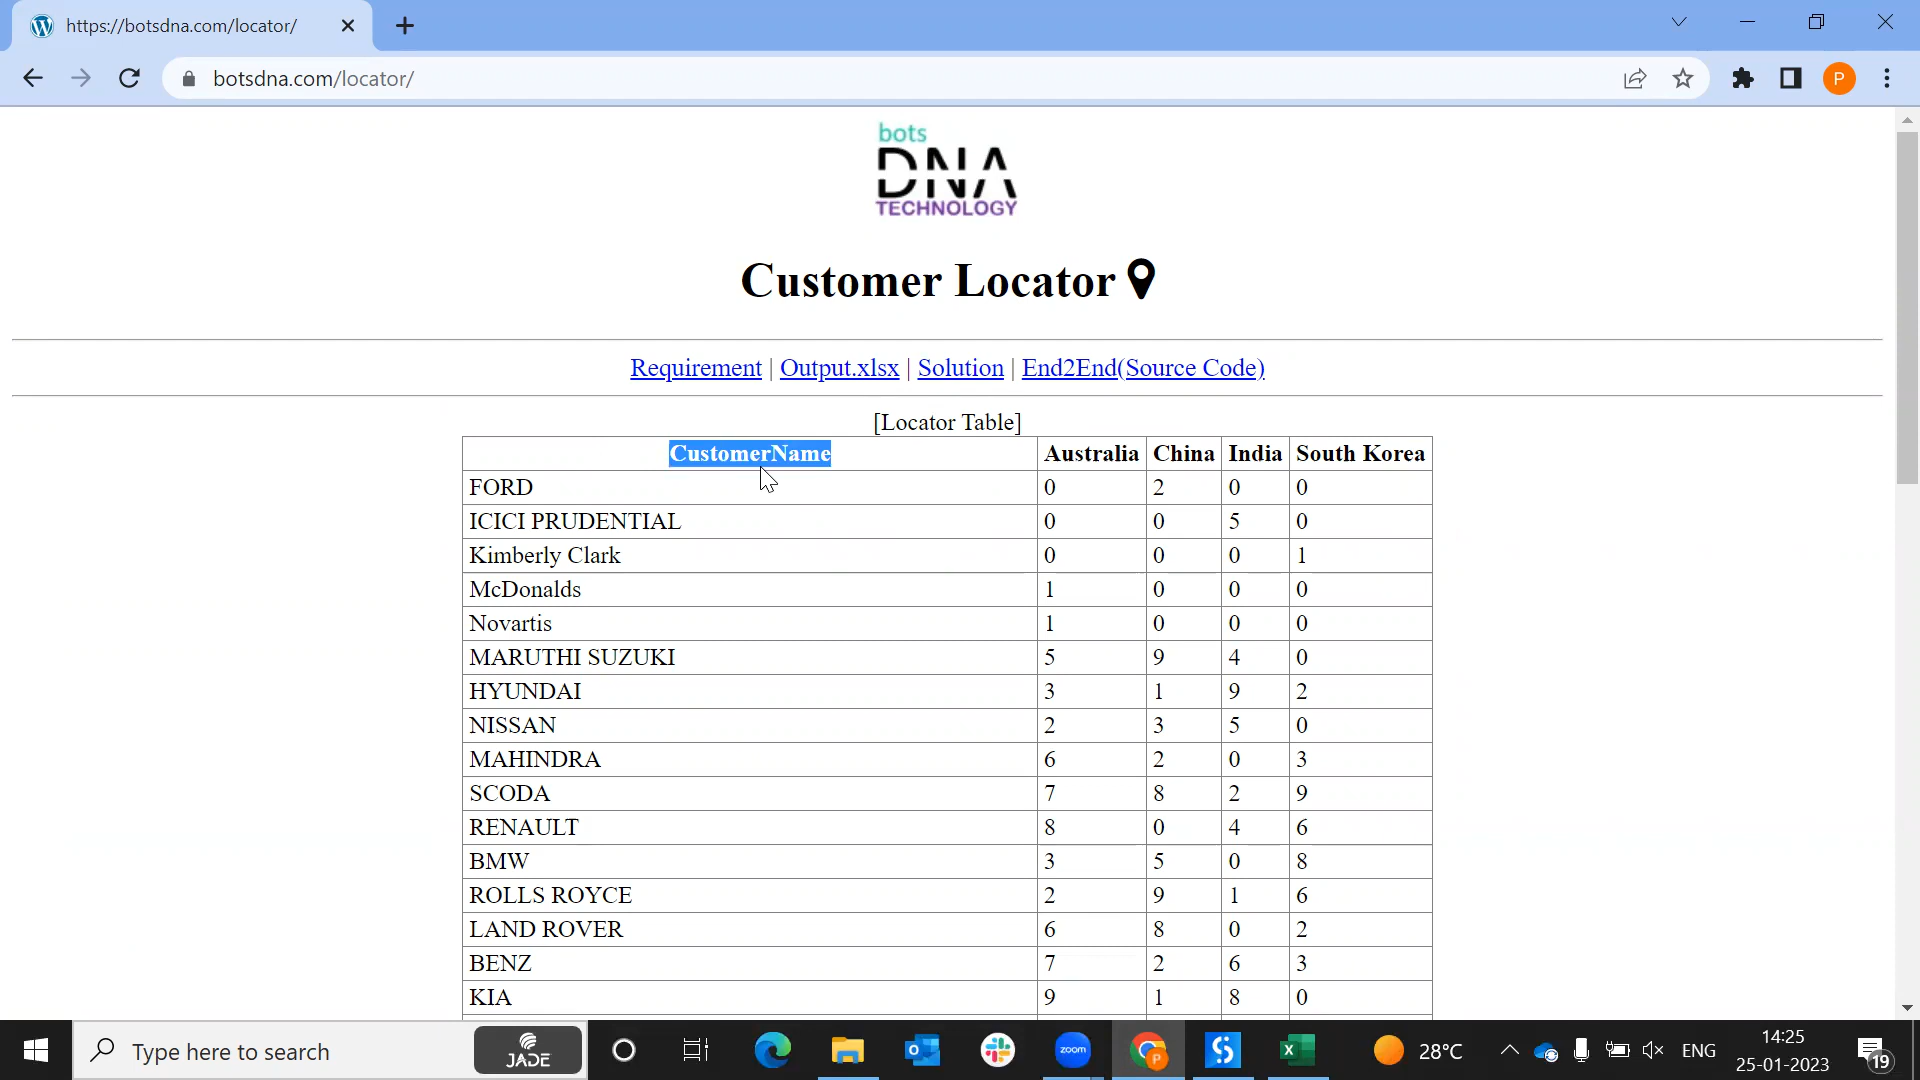 https://botsdna.com/locator/
botsdna.com/locator/
P
bots
DNA
TECHNOLOGY
Customer Locator
Requirement | Output.xlsx | Solution | End2End(Source Code)
[Locator Table]
CustomerName Australia China India South Korea
FORD 0 2 0 0
ICICI PRUDENTIAL 0 0 5 0
Kimberly Clark 0 0 0 1
McDonalds 1 0 0 0
Novartis 1 0 0 0
MARUTHI SUZUKI 5 9 4 0
HYUNDAI 3 1 9 2
NISSAN 2 3 5 0
MAHINDRA 6 2 0 3
SCODA 7 8 2 9
RENAULT 8 0 4 6
BMW 3 5 0 8
ROLLS ROYCE 2 9 1 6
LAND ROVER 6 8 0 2
BENZ 7 2 6 3
KIA 9 1 8 0
Type here to search JADE zoom P 28°C ENG 14:25
25-01-2023 19